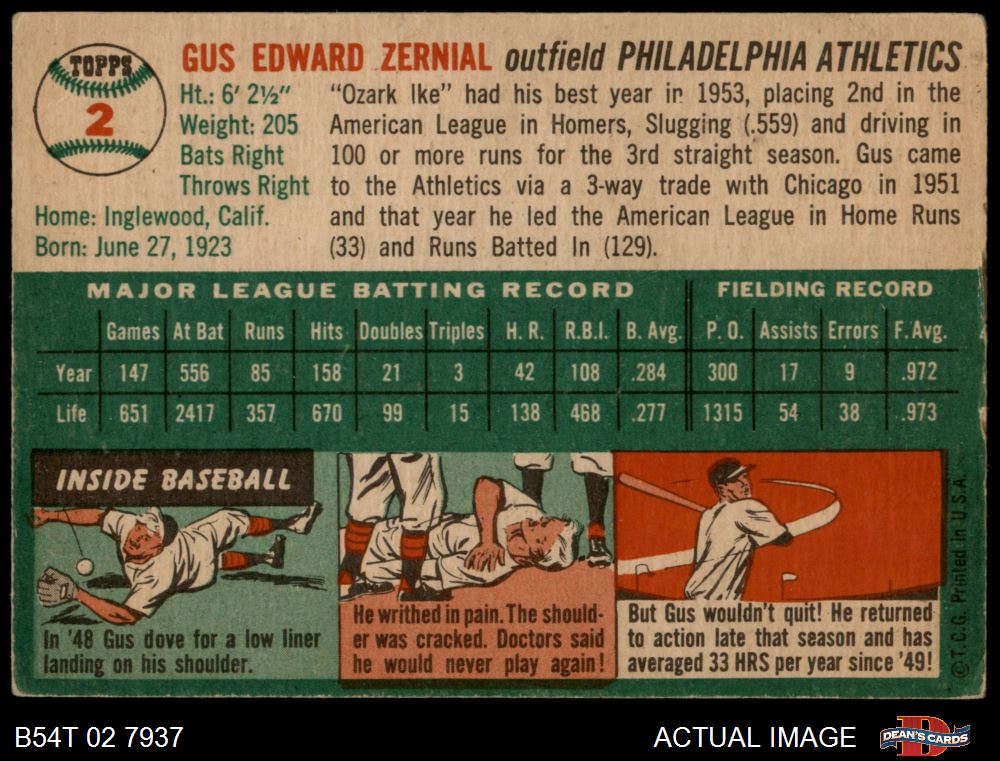 TOPPS
2
GUS EDWARD ZERNIAL outfield PHILADELPHIA ATHLETICS
Ht.: 6' 2½"
Weight: 205
Bats Right
Throws Right
Home: Inglewood, Calif.
Born: June 27, 1923
"Ozark Ike" had his best year in 1953, placing 2nd in the
American League in Homers, Slugging (.559) and driving in
100 or more runs for the 3rd straight season. Gus came
to the Athletics via a 3-way trade with Chicago in 1951
and that year he led the American League in Home Runs
(33) and Runs Batted In (129).
MAJOR LEAGUE BATTING RECORD FIELDING RECORD
Games At Bat Runs Hits Doubles Triples H. R. R.B.I. B. Avg. P. O. Assists Errors F. Avg.
Year 147 556 85 158 21 3 42 108 .284 300 17 9 .972
Life 651 2417 357 670 99 15 138 468 .277 1315 54 38 .973
INSIDE BASEBALL
In '48 Gus dove for a low liner
landing on his shoulder.
He writhed in pain. The should-
er was cracked. Doctors said
he would never play again!
But Gus wouldn't quit! He returned
to action late that season and has
averaged 33 HRS per year since '49!
© T.C.G. Printed in U.S.A.
B54T 02 7937
ACTUAL IMAGE
D
DEAN'S CARDS